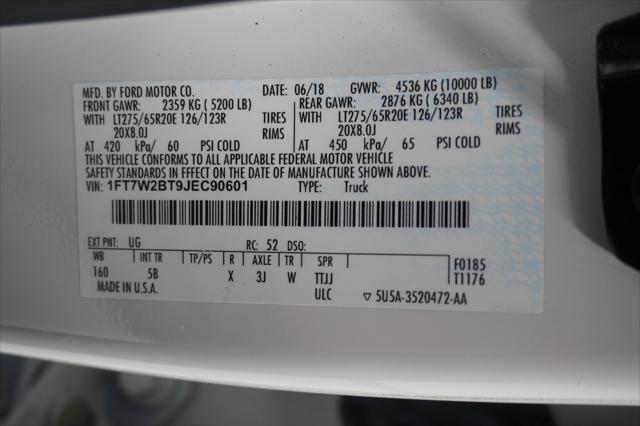 MFD. BY FORD MOTOR CO. DATE: 06/18 GVWR: 4536 KG (10000 LB)
FRONT GAWR: 2359 KG (5200 LB) REAR GAWR: 2876 KG (6340 LB)
WITH LT275/65R20E 126/123R TIRES WITH LT275/65R20E 126/123R TIRES
20X8.0J RIMS 20X8.0J RIMS
AT 420 kPa/ 60 PSI COLD AT 450 kPa/ 65 PSI COLD
THIS VEHICLE CONFORMS TO ALL APPLICABLE FEDERAL MOTOR VEHICLE
SAFETY STANDARDS IN EFFECT ON THE DATE OF MANUFACTURE SHOWN ABOVE.
VIN: 1FT7W2BT9JEC90601 TYPE: Truck
EXT PNT: UG RC: 52 DSO:
WB INT TR TP/PS R AXLE TR SPR F0185
160 5B X 3J W TTJJ T1176
MADE IN U.S.A. ULC ▽ 5U5A-3520472-AA